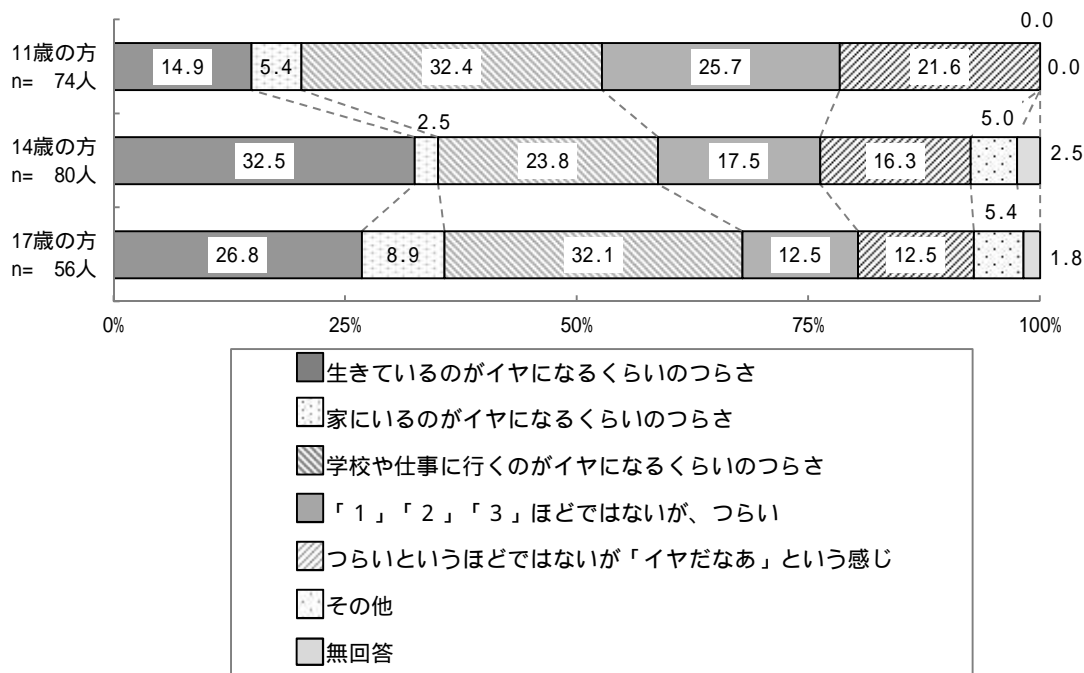 0.0
11歳の方
n= 74人
14.9 5.4 32.4 25.7 21.6 0.0
2.5 5.0
14歳の方
n= 80人
32.5 23.8 17.5 16.3 2.5
5.4
17歳の方
n= 56人
26.8 8.9 32.1 12.5 12.5 1.8
0% 25% 50% 75% 100%
生きているのがイヤになるくらいのつらさ
家にいるのがイヤになるくらいのつらさ
学校や仕事に行くのがイヤになるくらいのつらさ
「1」「2」「3」ほどではないが、つらい
つらいというほどではないが「イヤだなあ」という感じ
その他
無回答